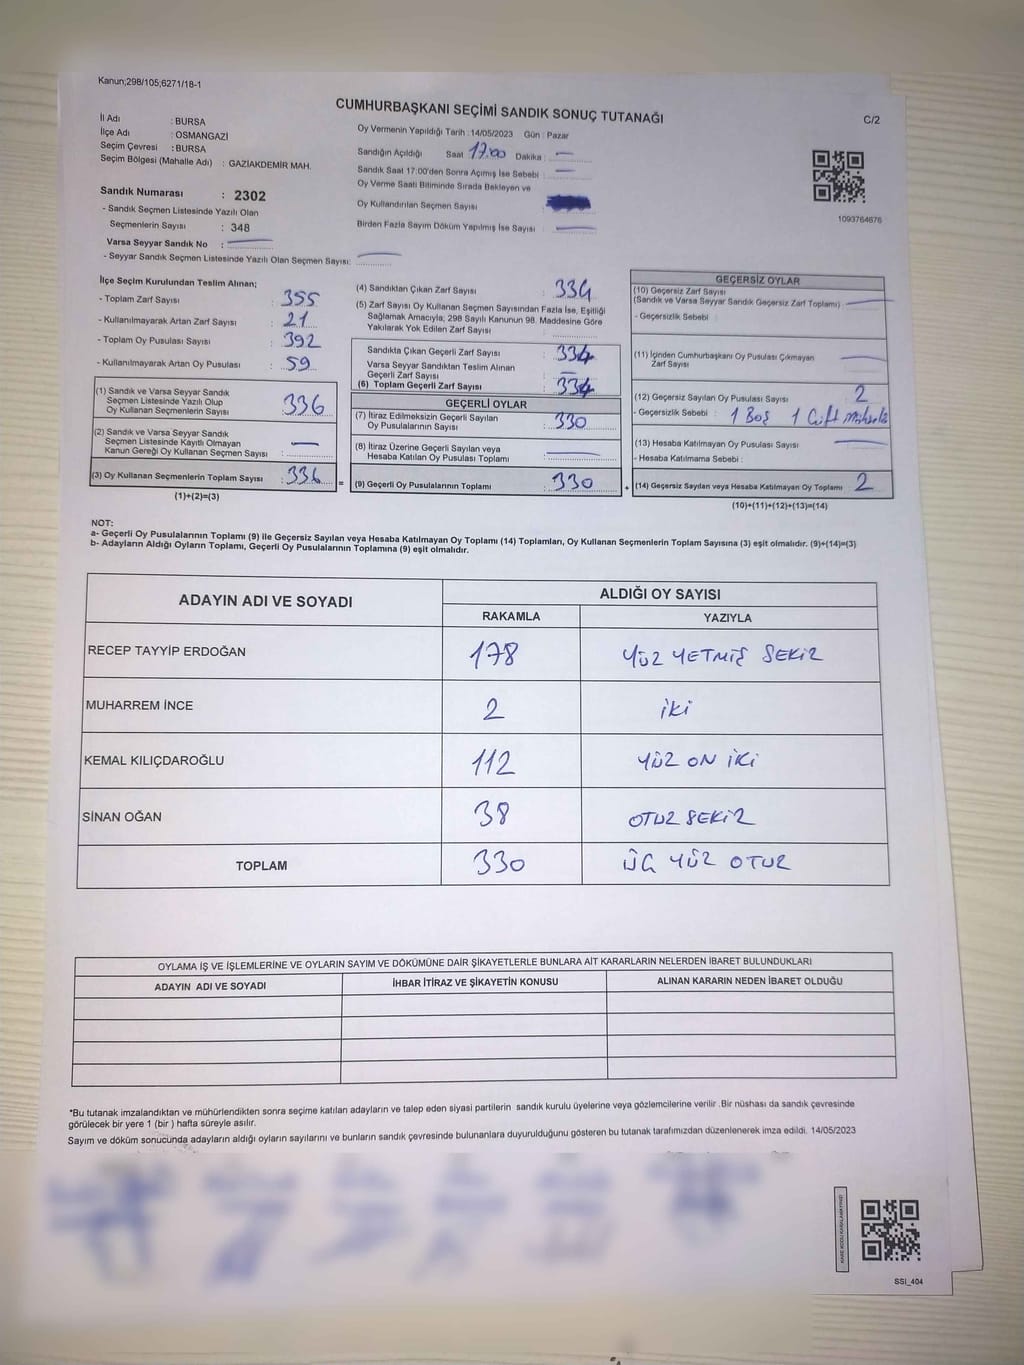 Kanun;298/105;6271/18-1
CUMHURBAŞKANI SEÇİMİ SANDIK SONUÇ TUTANAĞI
C/2
İl Adı : BURSA
İlçe Adı : OSMANGAZİ
Seçim Çevresi : BURSA
Seçim Bölgesi (Mahalle Adı) : GAZİAKDEMİR MAH.
Sandık Numarası : 2302
- Sandık Seçmen Listesinde Yazılı Olan
Seçmenlerin Sayısı : 348
Varsa Seyyar Sandık No :
- Seyyar Sandık Seçmen Listesinde Yazılı Olan Seçmen Sayısı:
Oy Vermenin Yapıldığı Tarih : 14/05/2023 Gün : Pazar
Sandığın Açıldığı Saat 17:00 Dakika : —
Sandık Saat 17:00'den Sonra Açımış İse Sebebi : —
Oy Verme Saati Bitiminde Sırada Bekleyen ve
Oy Kullandırılan Seçmen Sayısı
Birden Fazla Sayım Döküm Yapılmış İse Sayısı : —
1093764676
İlçe Seçim Kurulundan Teslim Alınan;
- Toplam Zarf Sayısı : 355
- Kullanılmayarak Artan Zarf Sayısı : 21
- Toplam Oy Pusulası Sayısı : 392
- Kullanılmayarak Artan Oy Pusulası : 59
(1) Sandık ve Varsa Seyyar Sandık
Seçmen Listesinde Yazılı Olup
Oy Kullanan Seçmenlerin Sayısı : 336
(2) Sandık ve Varsa Seyyar Sandık
Seçmen Listesinde Kayıtlı Olmayan
Kanun Gereği Oy Kullanan Seçmen Sayısı : —
(3) Oy Kullanan Seçmenlerin Toplam Sayısı : 336
(1)+(2)=(3)
=
(4) Sandıktan Çıkan Zarf Sayısı : 334
(5) Zarf Sayısı Oy Kullanan Seçmen Sayısından Fazla İse, Eşitliği
Sağlamak Amacıyla; 298 Sayılı Kanunun 98. Maddesine Göre
Yakılarak Yok Edilen Zarf Sayısı
Sandıkta Çıkan Geçerli Zarf Sayısı : 334
Varsa Seyyar Sandıktan Teslim Alınan
Geçerli Zarf Sayısı : —
(6) Toplam Geçerli Zarf Sayısı : 334
GEÇERLİ OYLAR
(7) İtiraz Edilmeksizin Geçerli Sayılan
Oy Pusulalarının Sayısı : 330
(8) İtiraz Üzerine Geçerli Sayılan veya
Hesaba Katılan Oy Pusulası Toplamı : —
(9) Geçerli Oy Pusulalarının Toplamı : 330
+
GEÇERSİZ OYLAR
(10) Geçersiz Zarf Sayısı
(Sandık ve Varsa Seyyar Sandık Geçersiz Zarf Toplamı) : —
- Geçersizlik Sebebi :
(11) İçinden Cumhurbaşkanı Oy Pusulası Çıkmayan
Zarf Sayısı : —
(12) Geçersiz Sayılan Oy Pusulası Sayısı : 2
- Geçersizlik Sebebi : 1 Boş 1 Çift
(13) Hesaba Katılmayan Oy Pusulası Sayısı : —
- Hesaba Katılmama Sebebi :
(14) Geçersiz Sayılan veya Hesaba Katılmayan Oy Toplamı : 2
(10)+(11)+(12)+(13)=(14)
NOT:
a- Geçerli Oy Pusulalarının Toplamı (9) ile Geçersiz Sayılan veya Hesaba Katılmayan Oy Toplamı (14) Toplamları, Oy Kullanan Seçmenlerin Toplam Sayısına (3) eşit olmalıdır. (9)+(14)=(3)
b- Adayların Aldığı Oyların Toplamı, Geçerli Oy Pusulalarının Toplamına (9) eşit olmalıdır.
ADAYIN ADI VE SOYADI ALDIĞI OY SAYISI
RAKAMLA YAZIYLA
RECEP TAYYİP ERDOĞAN 178 YÜZ YETMİŞ SEKİZ
MUHARREM İNCE 2 İKİ
KEMAL KILIÇDAROĞLU 112 YÜZ ON İKİ
SİNAN OĞAN 38 OTUZ SEKİZ
TOPLAM 330 ÜÇ YÜZ OTUZ
OYLAMA İŞ VE İŞLEMLERİNE VE OYLARIN SAYIM VE DÖKÜMÜNE DAİR ŞİKAYETLERLE BUNLARA AİT KARARLARIN NELERDEN İBARET BULUNDUKLARI
ADAYIN ADI VE SOYADI İHBAR İTİRAZ VE ŞİKAYETİN KONUSU ALINAN KARARIN NEDEN İBARET OLDUĞU
*Bu tutanak imzalandıktan ve mühürlendikten sonra seçime katılan adayların ve talep eden siyasi partilerin sandık kurulu üyelerine veya gözlemcilerine verilir .Bir nüshası da sandık çevresinde
görülecek bir yere 1 (bir ) hafta süreyle asılır.
Sayım ve döküm sonucunda adayların aldığı oyların sayılarını ve bunların sandık çevresinde bulunanlara duyurulduğunu gösteren bu tutanak tarafımızdan düzenlenerek imza edildi. 14/05/2023
SSİ_404